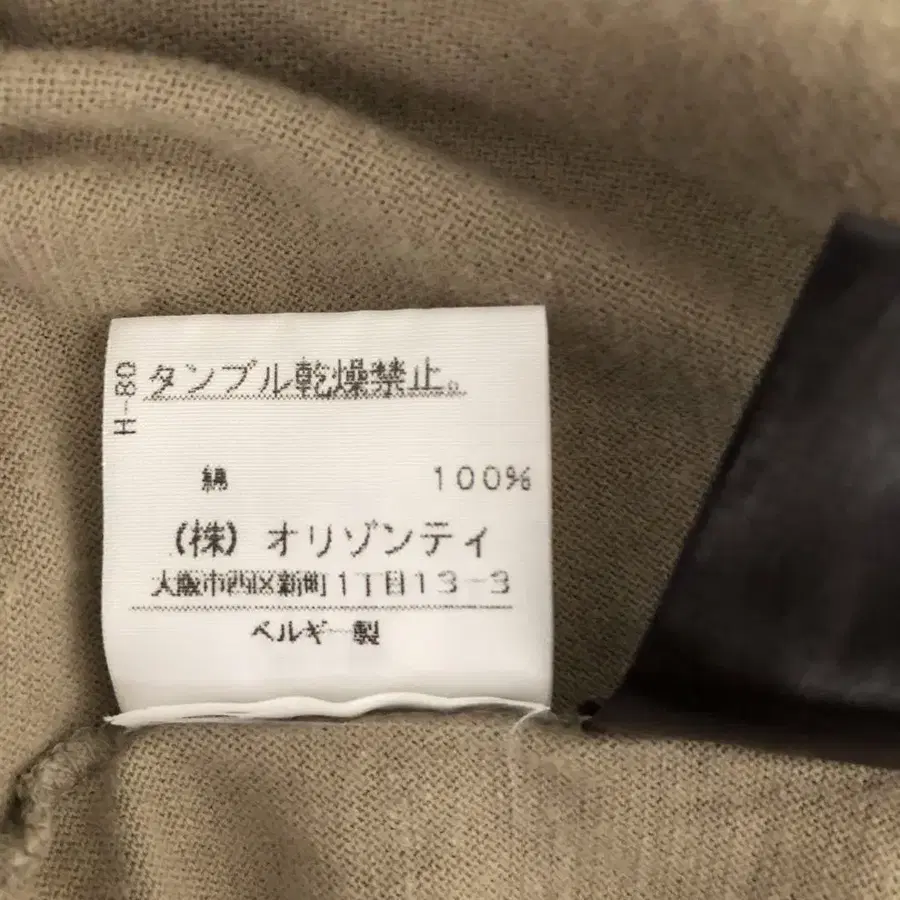 H-80
タンブル乾燥禁止。
綿 100%
(株) オリゾンティ
大阪市西区新町1丁目13-3
ベルギー製